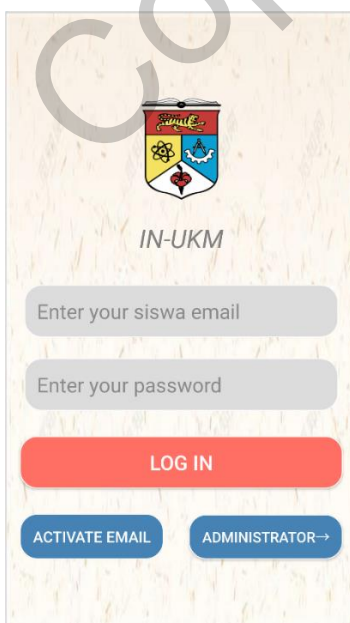 IN-UKM
Enter your siswa email
Enter your password
LOG IN
ACTIVATE EMAIL
ADMINISTRATOR→